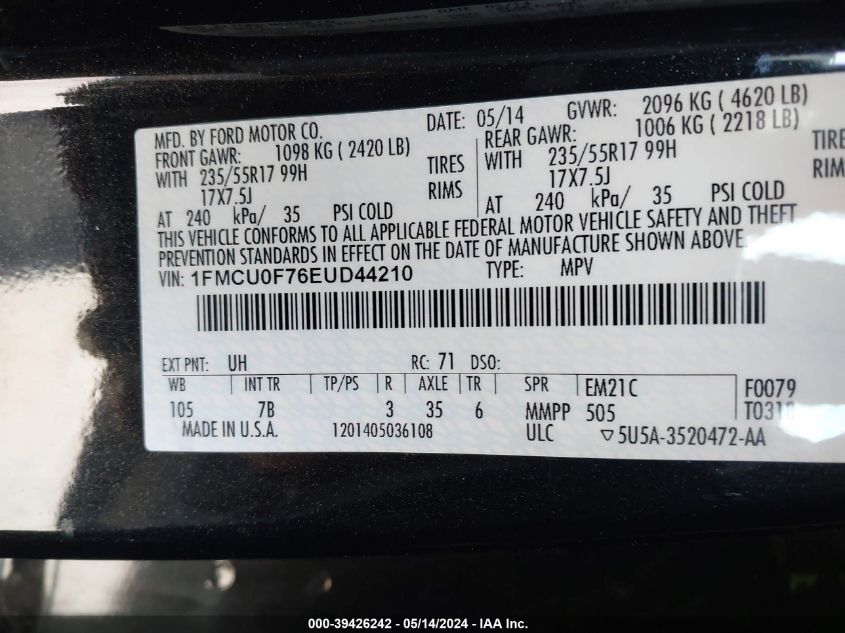 MFD. BY FORD MOTOR CO. DATE: 05/14 GVWR: 2096 KG ( 4620 LB)
FRONT GAWR: 1098 KG ( 2420 LB) REAR GAWR: 1006 KG ( 2218 LB)
WITH 235/55R17 99H TIRES WITH 235/55R17 99H TIRE
17X7.5J RIMS 17X7.5J RIMS
AT 240 kPa/ 35 PSI COLD AT 240 kPa/ 35 PSI COLD
THIS VEHICLE CONFORMS TO ALL APPLICABLE FEDERAL MOTOR VEHICLE SAFETY AND THEFT
PREVENTION STANDARDS IN EFFECT ON THE DATE OF MANUFACTURE SHOWN ABOVE.
VIN: 1FMCU0F76EUD44210 TYPE: MPV
EXT PNT: UH RC: 71 DSO:
WB INT TR TP/PS R AXLE TR SPR EM21C F0079
105 7B 3 35 6 MMPP 505 T0318
MADE IN U.S.A. 1201405036108 ULC ▽5U5A-3520472-AA
000-39426242 - 05/14/2024 - IAA Inc.